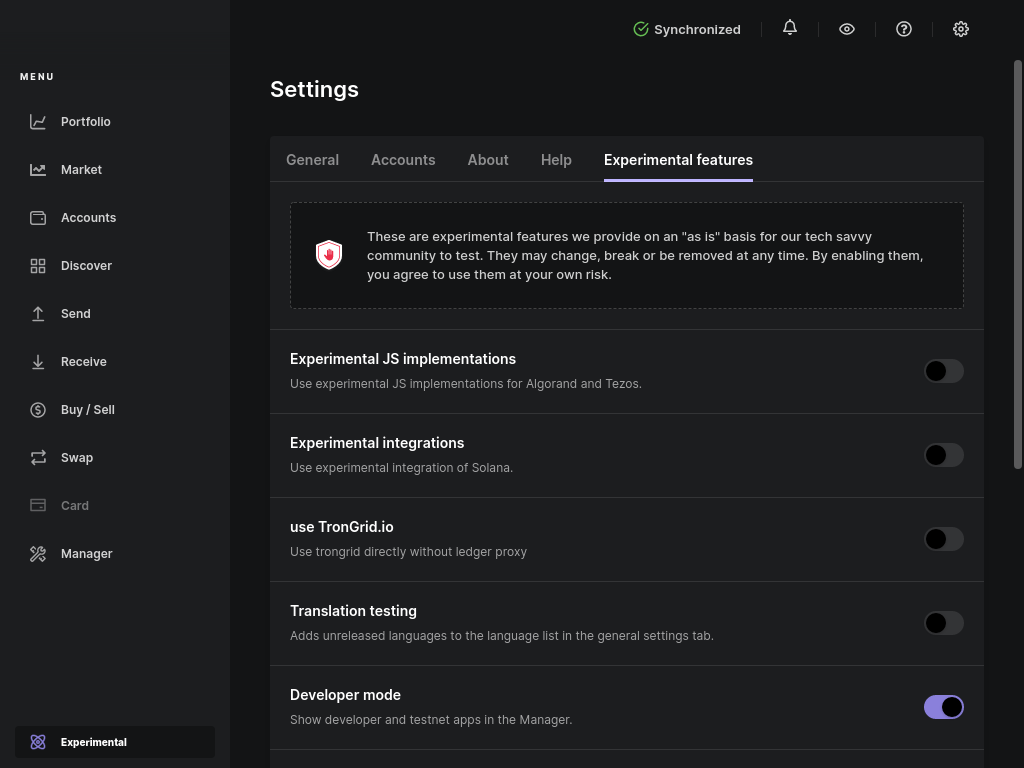 Synchronized
MENU
Portfolio
Market
Accounts
Discover
Send
Receive
Buy / Sell
Swap
Card
Manager
Experimental
Settings
General Accounts About Help Experimental features
These are experimental features we provide on an "as is" basis for our tech savvy
community to test. They may change, break or be removed at any time. By enabling them,
you agree to use them at your own risk.
Experimental JS implementations
Use experimental JS implementations for Algorand and Tezos.
Experimental integrations
Use experimental integration of Solana.
use TronGrid.io
Use trongrid directly without ledger proxy
Translation testing
Adds unreleased languages to the language list in the general settings tab.
Developer mode
Show developer and testnet apps in the Manager.